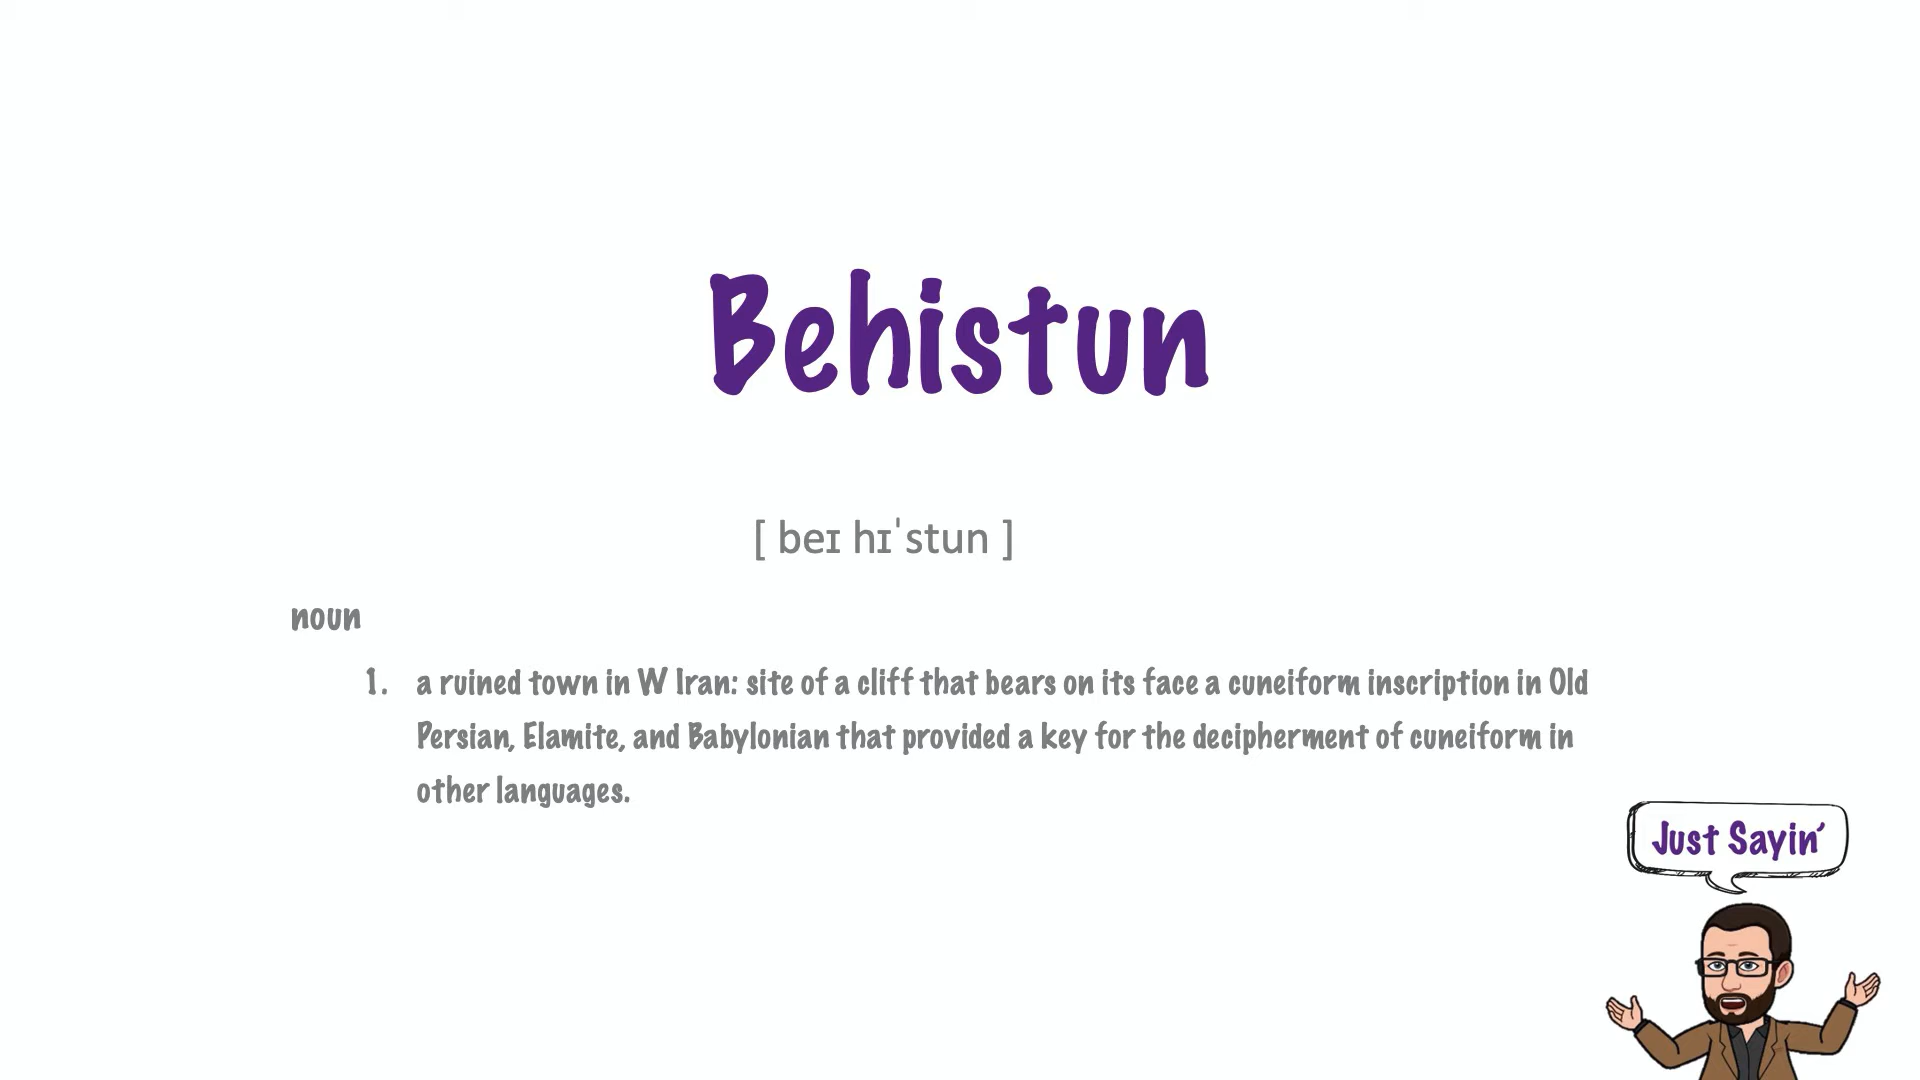 Behistun
[ beɪ hɪˈstun ]
noun
1. a ruined town in W Iran: site of a cliff that bears on its face a cuneiform inscription in Old
Persian, Elamite, and Babylonian that provided a key for the decipherment of cuneiform in
other languages.
Just Sayin’